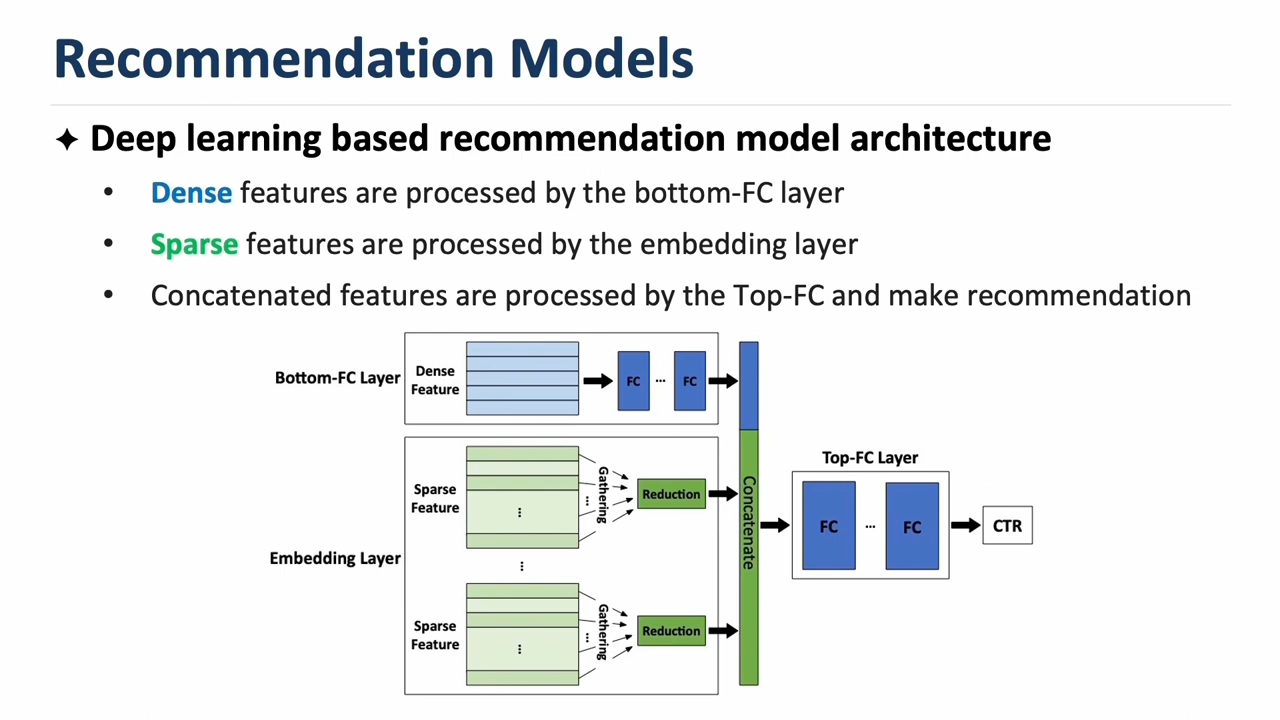 Recommendation Models
✦ Deep learning based recommendation model architecture
• Dense features are processed by the bottom-FC layer
• Sparse features are processed by the embedding layer
• Concatenated features are processed by the Top-FC and make recommendation
Bottom-FC Layer
Dense
Feature
FC
...
FC
Embedding Layer
Sparse
Feature
...
Gathering
...
Reduction
...
Sparse
Feature
...
Gathering
...
Reduction
Concatenate
Top-FC Layer
FC
...
FC
CTR